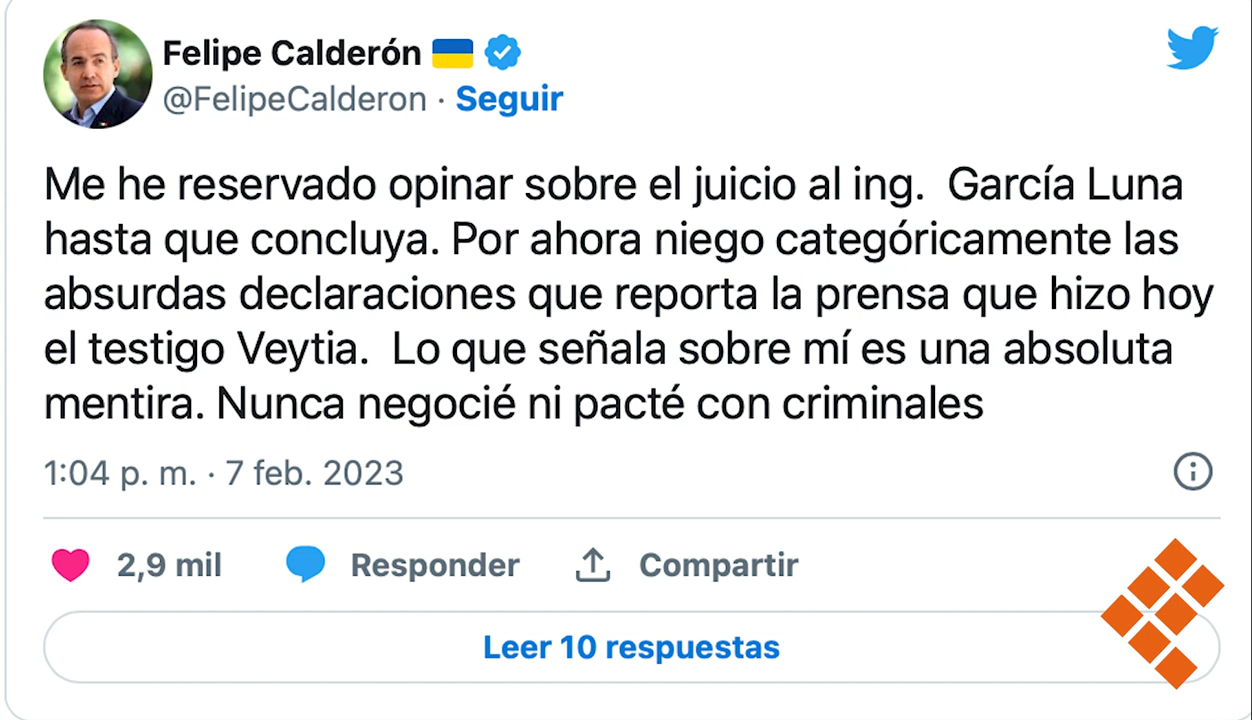 Felipe Calderón
@FelipeCalderon · Seguir
Me he reservado opinar sobre el juicio al ing.  García Luna
hasta que concluya. Por ahora niego categóricamente las
absurdas declaraciones que reporta la prensa que hizo hoy
el testigo Veytia.  Lo que señala sobre mí es una absoluta
mentira. Nunca negocié ni pacté con criminales
1:04 p. m. · 7 feb. 2023
2,9 mil Responder Compartir
Leer 10 respuestas